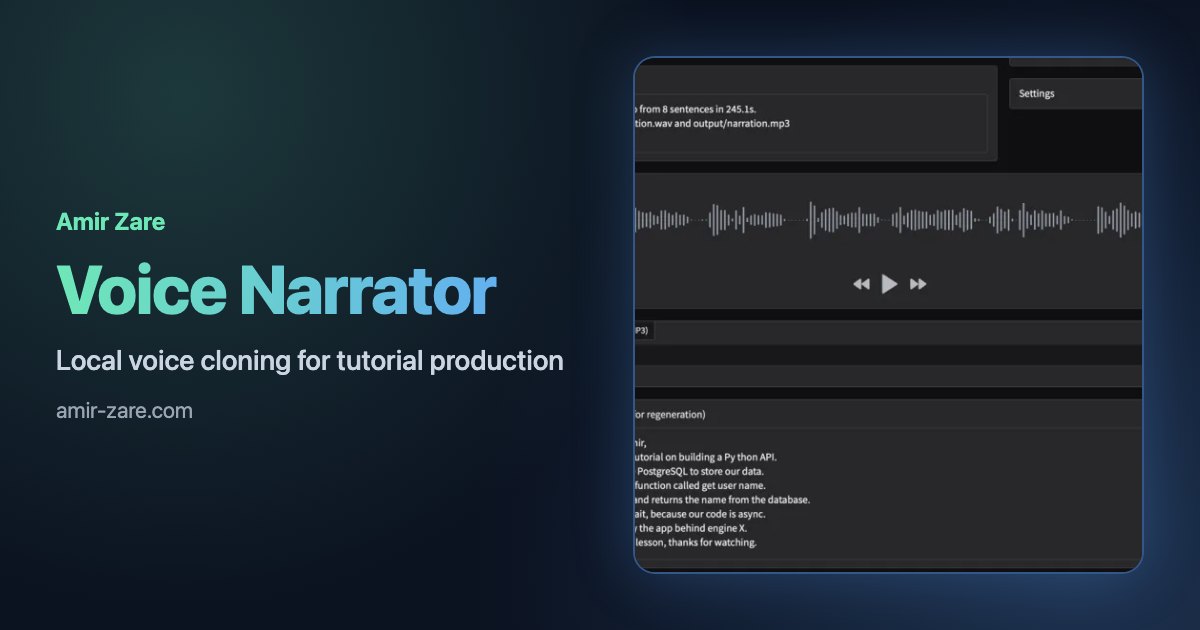 Amir Zare
Voice Narrator
Local voice cloning for tutorial production
amir-zare.com
from 8 sentences in 245.1s.
tion.wav and output/narration.mp3
Settings
P3)
for regeneration)
nir,
utorial on building a Py thon API.
PostgreSQL to store our data.
function called get user name.
and returns the name from the database.
ait, because our code is async.
the app behind engine X.
lesson, thanks for watching.